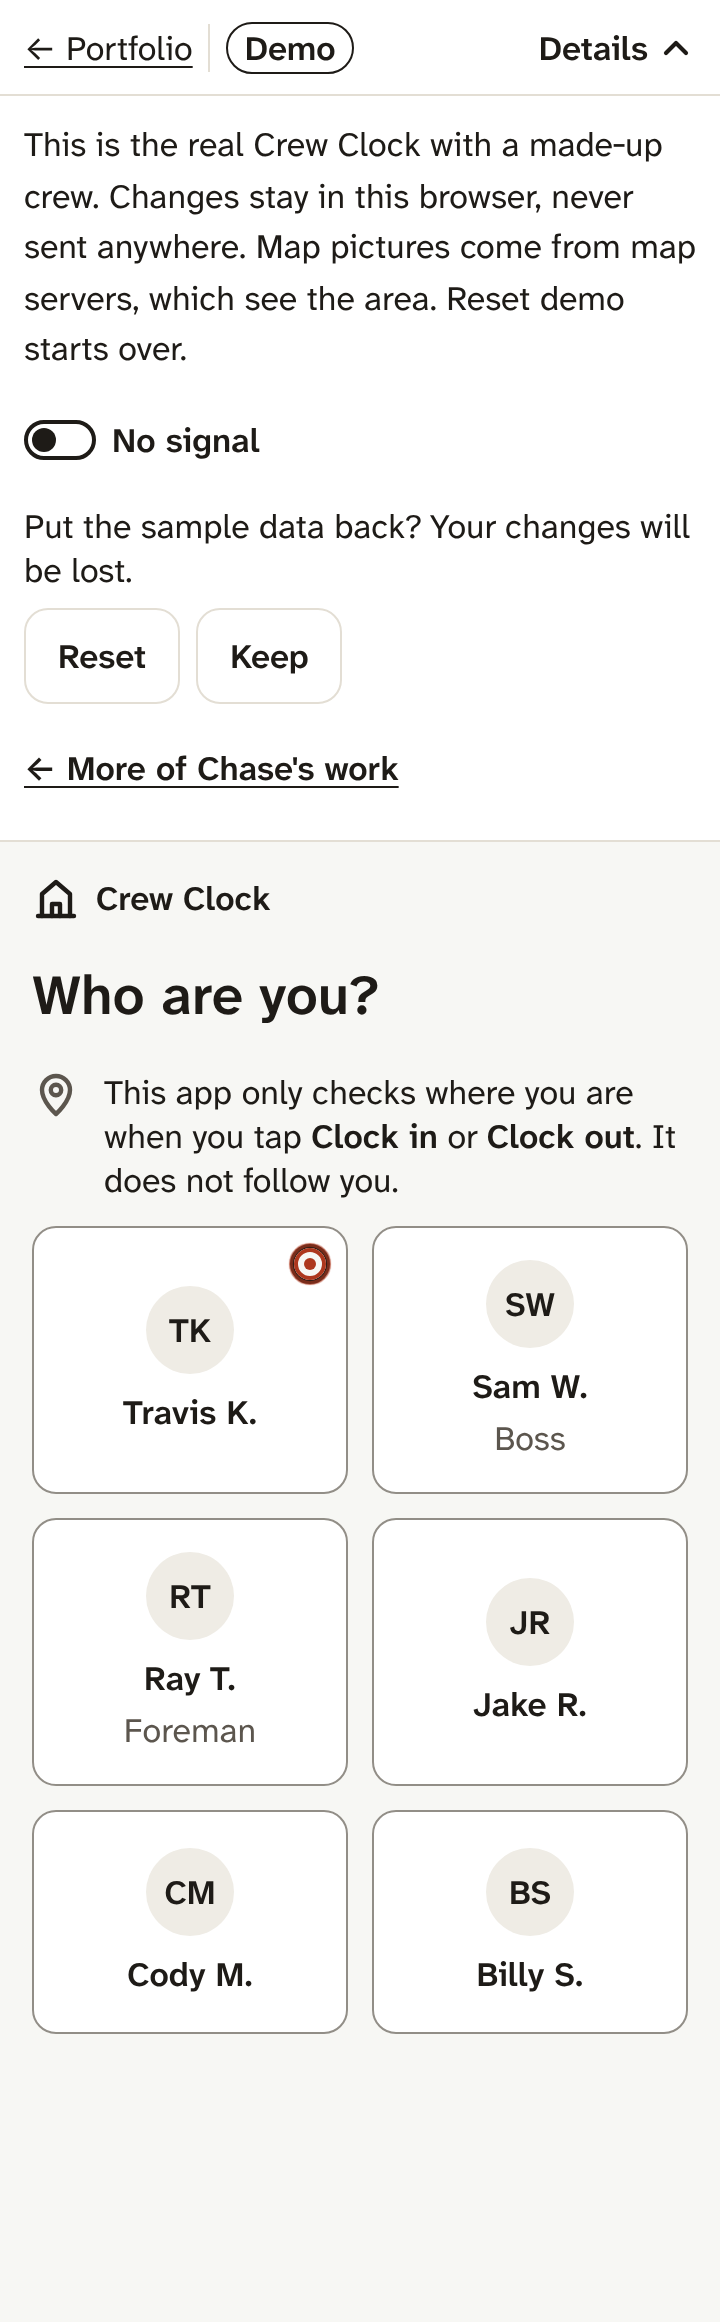 ← Portfolio
Demo
Details
This is the real Crew Clock with a made-up
crew. Changes stay in this browser, never
sent anywhere. Map pictures come from map
servers, which see the area. Reset demo
starts over.
No signal
Put the sample data back? Your changes will
be lost.
Reset
Keep
← More of Chase's work
Crew Clock
Who are you?
This app only checks where you are
when you tap Clock in or Clock out. It
does not follow you.
TK
Travis K.
SW
Sam W.
Boss
RT
Ray T.
Foreman
JR
Jake R.
CM
Cody M.
BS
Billy S.